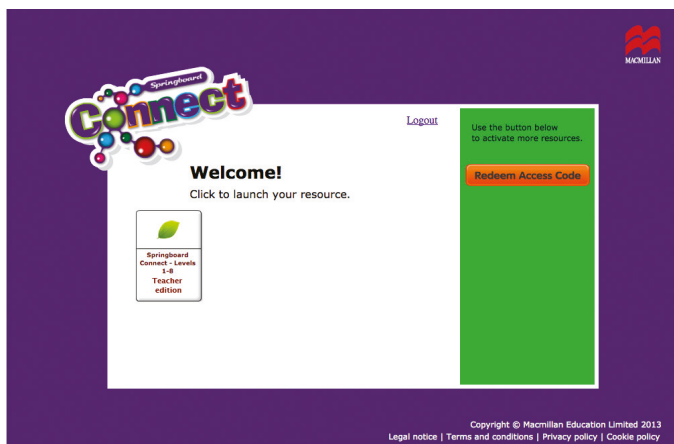 MACMILLAN
Springboard
Connect
Logout
Use the button below
to activate more resources.
Welcome!
Redeem Access Code
Click to launch your resource.
Springboard
Connect - Levels
1-8
Teacher
edition
Copyright © Macmillan Education Limited 2013
Legal notice | Terms and conditions | Privacy policy | Cookie policy